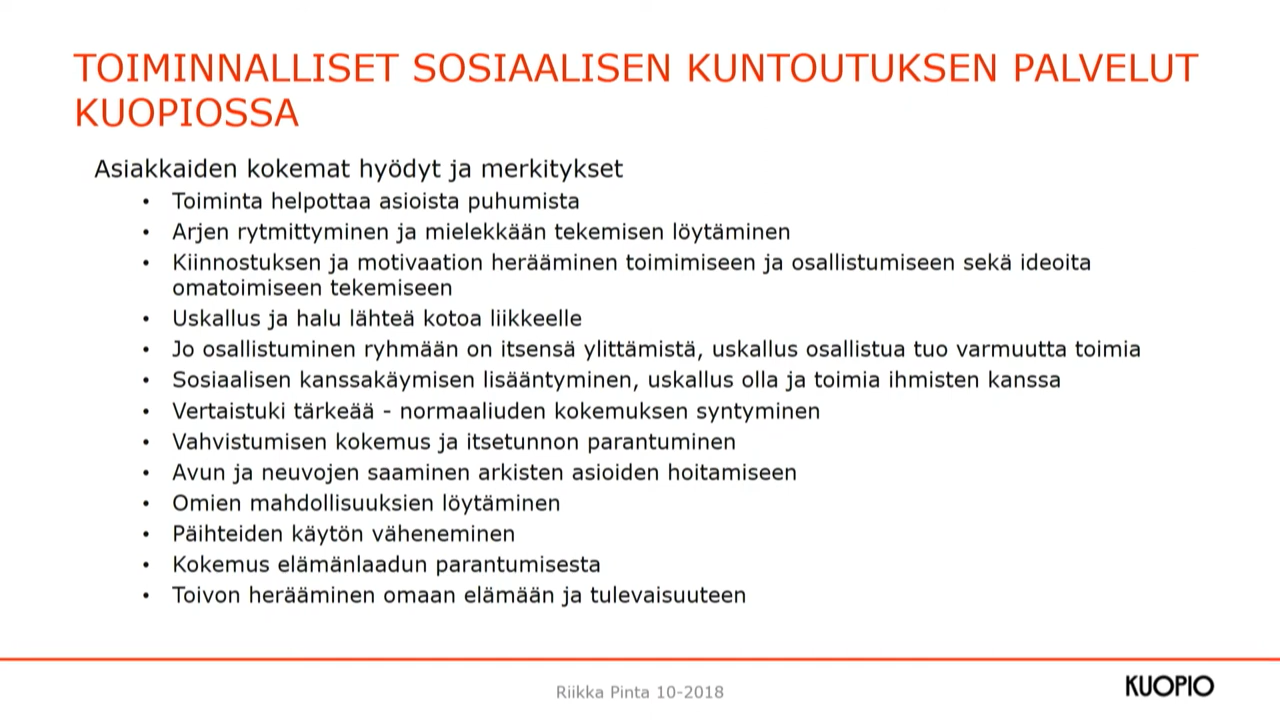 TOIMINNALLISET SOSIAALISEN KUNTOUTUKSEN PALVELUT
KUOPIOSSA
Asiakkaiden kokemat hyödyt ja merkitykset
• Toiminta helpottaa asioista puhumista
• Arjen rytmittyminen ja mielekkään tekemisen löytäminen
• Kiinnostuksen ja motivaation herääminen toimimiseen ja osallistumiseen sekä ideoita
omatoimiseen tekemiseen
• Uskallus ja halu lähteä kotoa liikkeelle
• Jo osallistuminen ryhmään on itsensä ylittämistä, uskallus osallistua tuo varmuutta toimia
• Sosiaalisen kanssakäymisen lisääntyminen, uskallus olla ja toimia ihmisten kanssa
• Vertaistuki tärkeää - normaaliuden kokemuksen syntyminen
• Vahvistumisen kokemus ja itsetunnon parantuminen
• Avun ja neuvojen saaminen arkisten asioiden hoitamiseen
• Omien mahdollisuuksien löytäminen
• Päihteiden käytön väheneminen
• Kokemus elämänlaadun parantumisesta
• Toivon herääminen omaan elämään ja tulevaisuuteen
Riikka Pinta 10-2018
KUOPIO